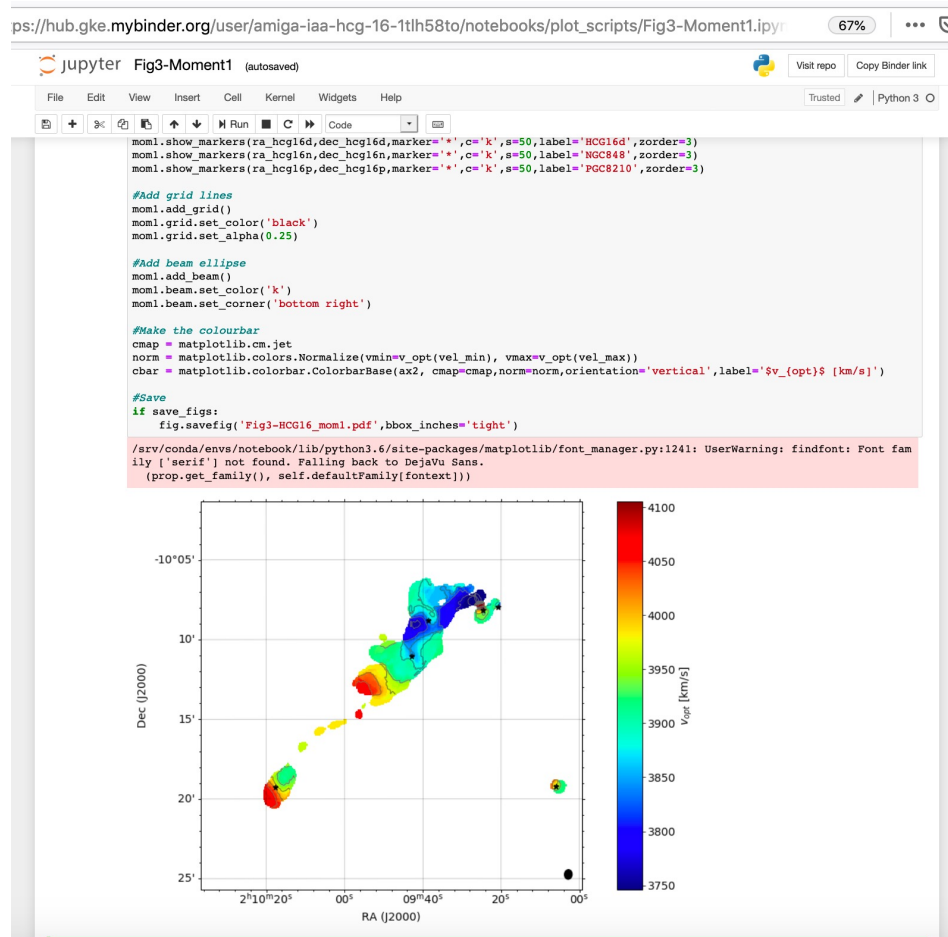 ps://hub.gke.mybinder.org/user/amiga-iaa-hcg-16-1tlh58to/notebooks/plot_scripts/Fig3-Moment1.ipy
67%
jupyter Fig3-Moment1 (autosaved)
Visit repo
Copy Binder link
File Edit View Insert Cell Kernel Widgets Help
Trusted
Python 3
Run
Code
mom1.show_markers(ra_hcg16d,dec_hcg16d,marker='*',c='k',s=50,label='HCG16d',zorder=3)
mom1.show_markers(ra_hcg16n,dec_hcg16n,marker='*',c='k',s=50,label='NGC848',zorder=3)
mom1.show_markers(ra_hcg16p,dec_hcg16p,marker='*',c='k',s=50,label='PGC8210',zorder=3)
#Add grid lines
mom1.add_grid()
mom1.grid.set_color('black')
mom1.grid.set_alpha(0.25)
#Add beam ellipse
mom1.add_beam()
mom1.beam.set_color('k')
mom1.beam.set_corner('bottom right')
#Make the colourbar
cmap = matplotlib.cm.jet
norm = matplotlib.colors.Normalize(vmin=v_opt(vel_min), vmax=v_opt(vel_max))
cbar = matplotlib.colorbar.ColorbarBase(ax2, cmap=cmap,norm=norm,orientation='vertical',label='$v_{opt}$ [km/s]')
#Save
if save_figs:
fig.savefig('Fig3-HCG16_mom1.pdf',bbox_inches='tight')
/srv/conda/envs/notebook/lib/python3.6/site-packages/matplotlib/font_manager.py:1241: UserWarning: findfont: Font fam
ily ['serif'] not found. Falling back to DejaVu Sans.
(prop.get_family(), self.defaultFamily[fontext]))
-10°05'
10'
15'
20'
25'
Dec (J2000)
2ʰ10ᵐ20ˢ 00ˢ 09ᵐ40ˢ 20ˢ 00ˢ
RA (J2000)
4100
4050
4000
3950
3900
3850
3800
3750
v_opt [km/s]